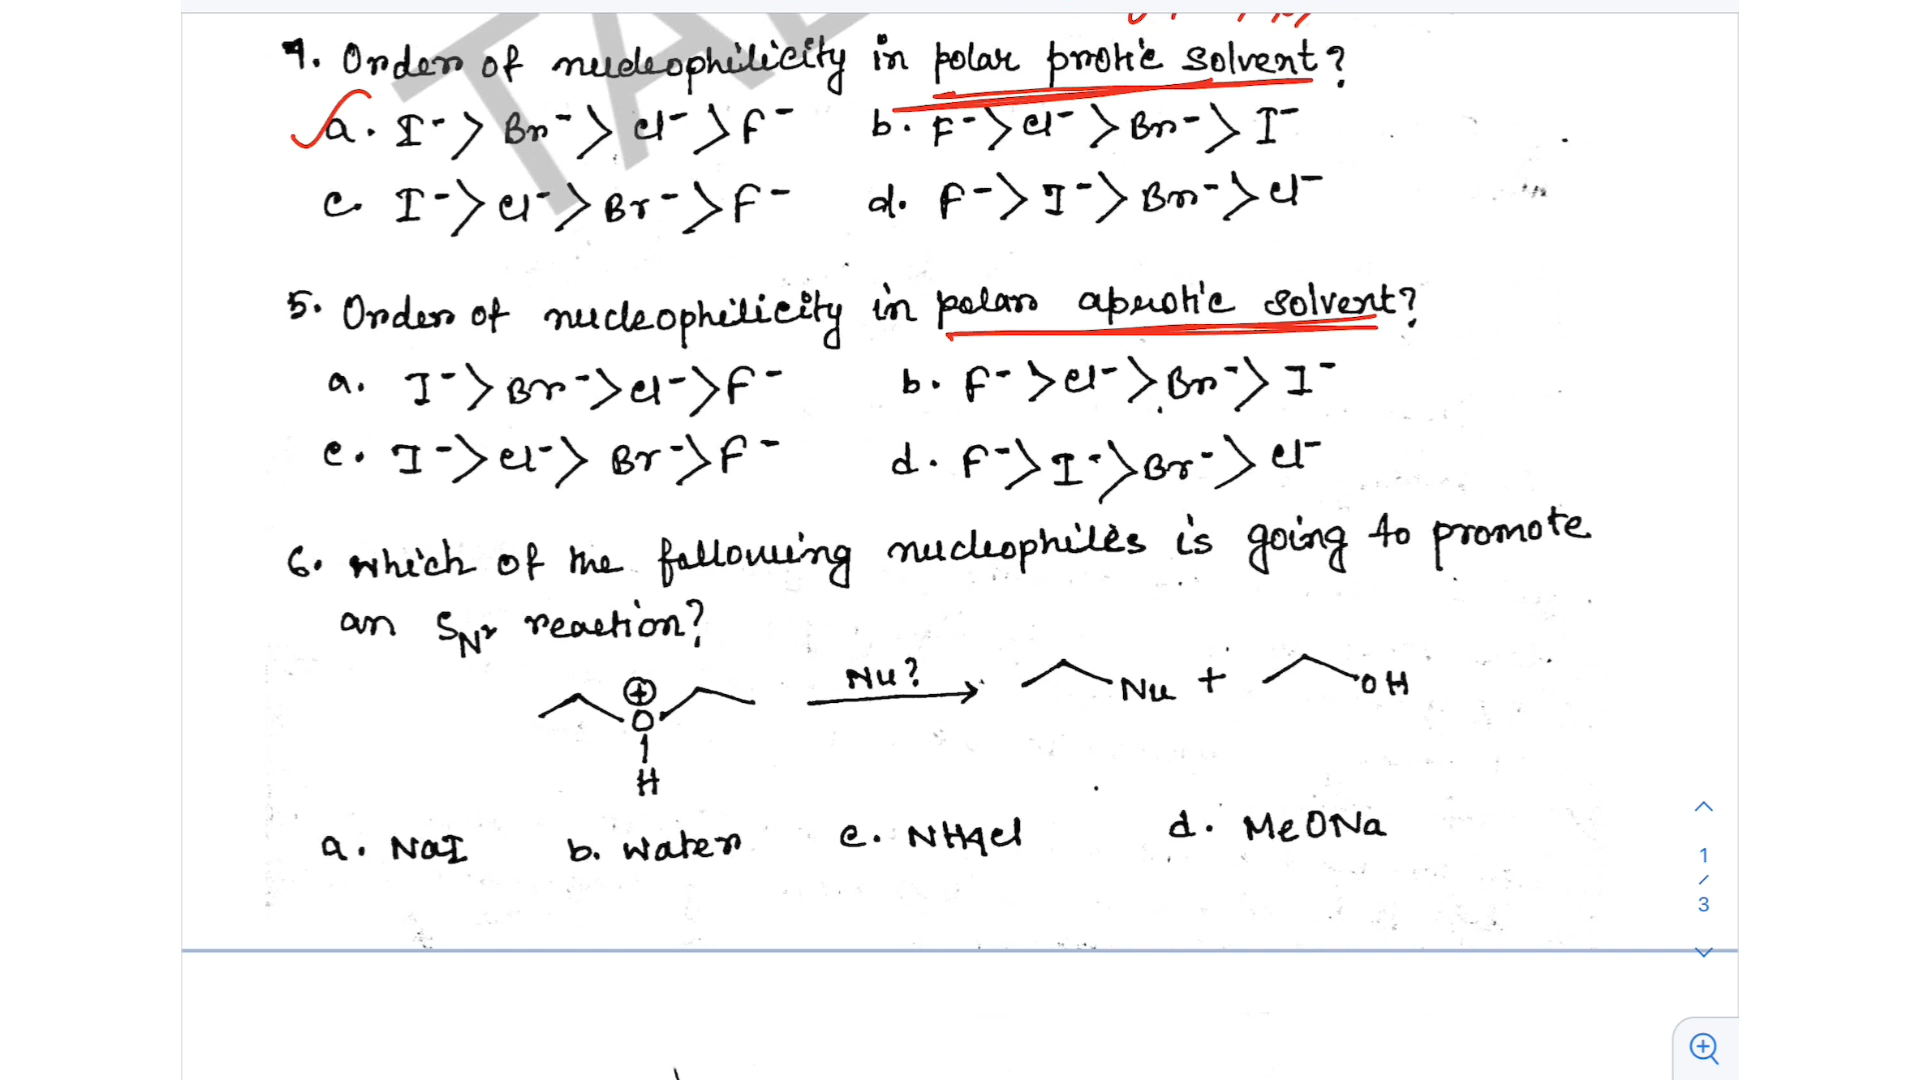 4. Order of nucleophilicity in polar protic solvent?
a. I⁻ > Br⁻ > Cl⁻ > F⁻ b. F⁻ > Cl⁻ > Br⁻ > I⁻
c. I⁻ > Cl⁻ > Br⁻ > F⁻ d. F⁻ > I⁻ > Br⁻ > Cl⁻
5. Order of nucleophilicity in polar aprotic solvent?
a. I⁻ > Br⁻ > Cl⁻ > F⁻ b. F⁻ > Cl⁻ > Br⁻ > I⁻
c. I⁻ > Cl⁻ > Br⁻ > F⁻ d. F⁻ > I⁻ > Br⁻ > Cl⁻
6. Which of the following nucleophiles is going to promote
an SN² reaction?
⊕ Nu?
O Nu + OH
H
a. NaI b. Water c. NH4Cl d. MeONa
1
/
3